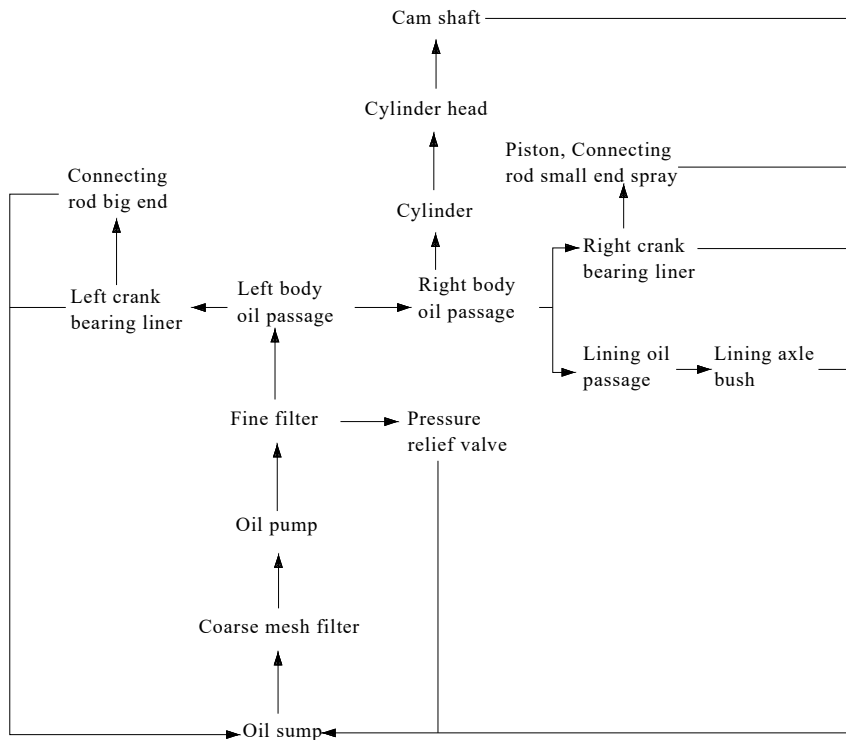 Cam shaft
Cylinder head
Piston, Connecting
rod small end spray
Connecting
rod big end
Cylinder
Right crank
bearing liner
Left crank
bearing liner
Left body
oil passage
Right body
oil passage
Lining oil
passage
Lining axle
bush
Fine filter
Pressure
relief valve
Oil pump
Coarse mesh filter
Oil sump